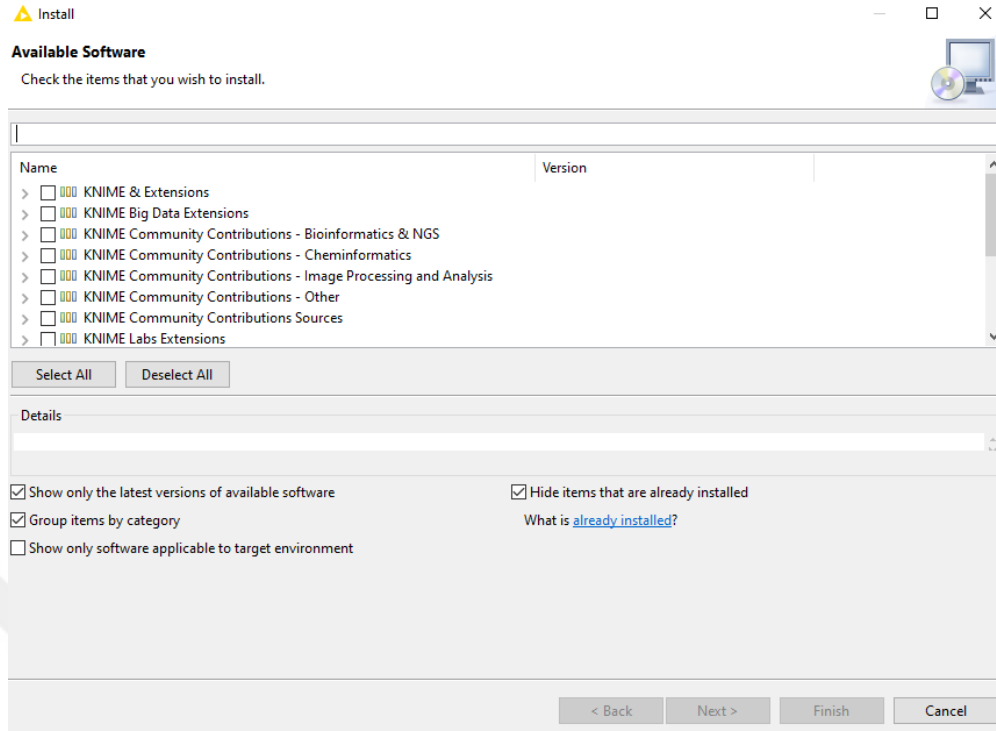 Install
Available Software
Check the items that you wish to install.
Name Version
KNIME & Extensions
KNIME Big Data Extensions
KNIME Community Contributions - Bioinformatics & NGS
KNIME Community Contributions - Cheminformatics
KNIME Community Contributions - Image Processing and Analysis
KNIME Community Contributions - Other
KNIME Community Contributions Sources
KNIME Labs Extensions
Select All Deselect All
Details
Show only the latest versions of available software Hide items that are already installed
Group items by category What is already installed?
Show only software applicable to target environment
< Back Next > Finish Cancel